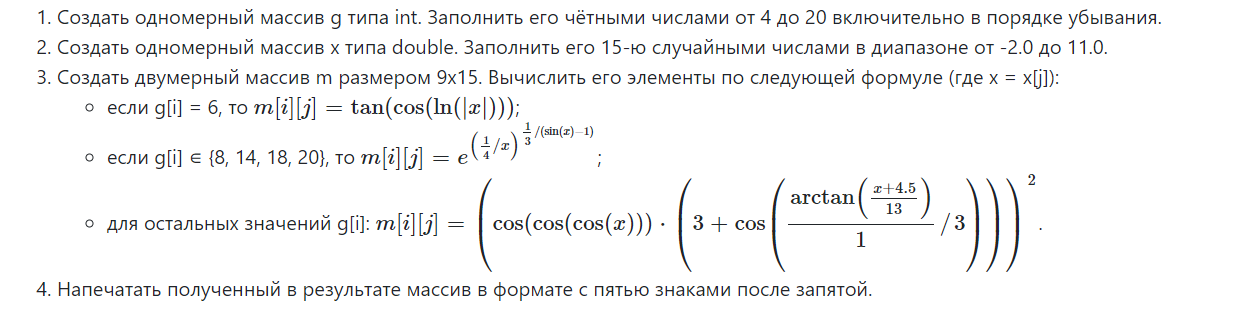 1. Создать одномерный массив g типа int. Заполнить его чётными числами от 4 до 20 включительно в порядке убывания.
2. Создать одномерный массив x типа double. Заполнить его 15-ю случайными числами в диапазоне от -2.0 до 11.0.
3. Создать двумерный массив m размером 9x15. Вычислить его элементы по следующей формуле (где x = x[j]):
○ если g[i] = 6, то m[i][j] = tan(cos(ln(|x|)));
○ если g[i] ∈ {8, 14, 18, 20}, то m[i][j] = e^{(\frac{1}{4}/x)^{\frac{1}{3}/(sin(x)−1)}} ;
○ для остальных значений g[i]: m[i][j] = \left(cos(cos(cos(x))) · \left(3 + cos\left(\frac{arctan\left(\frac{x+4.5}{13}\right)}{1}/3\right)\right)\right)^2 .
4. Напечатать полученный в результате массив в формате с пятью знаками после запятой.